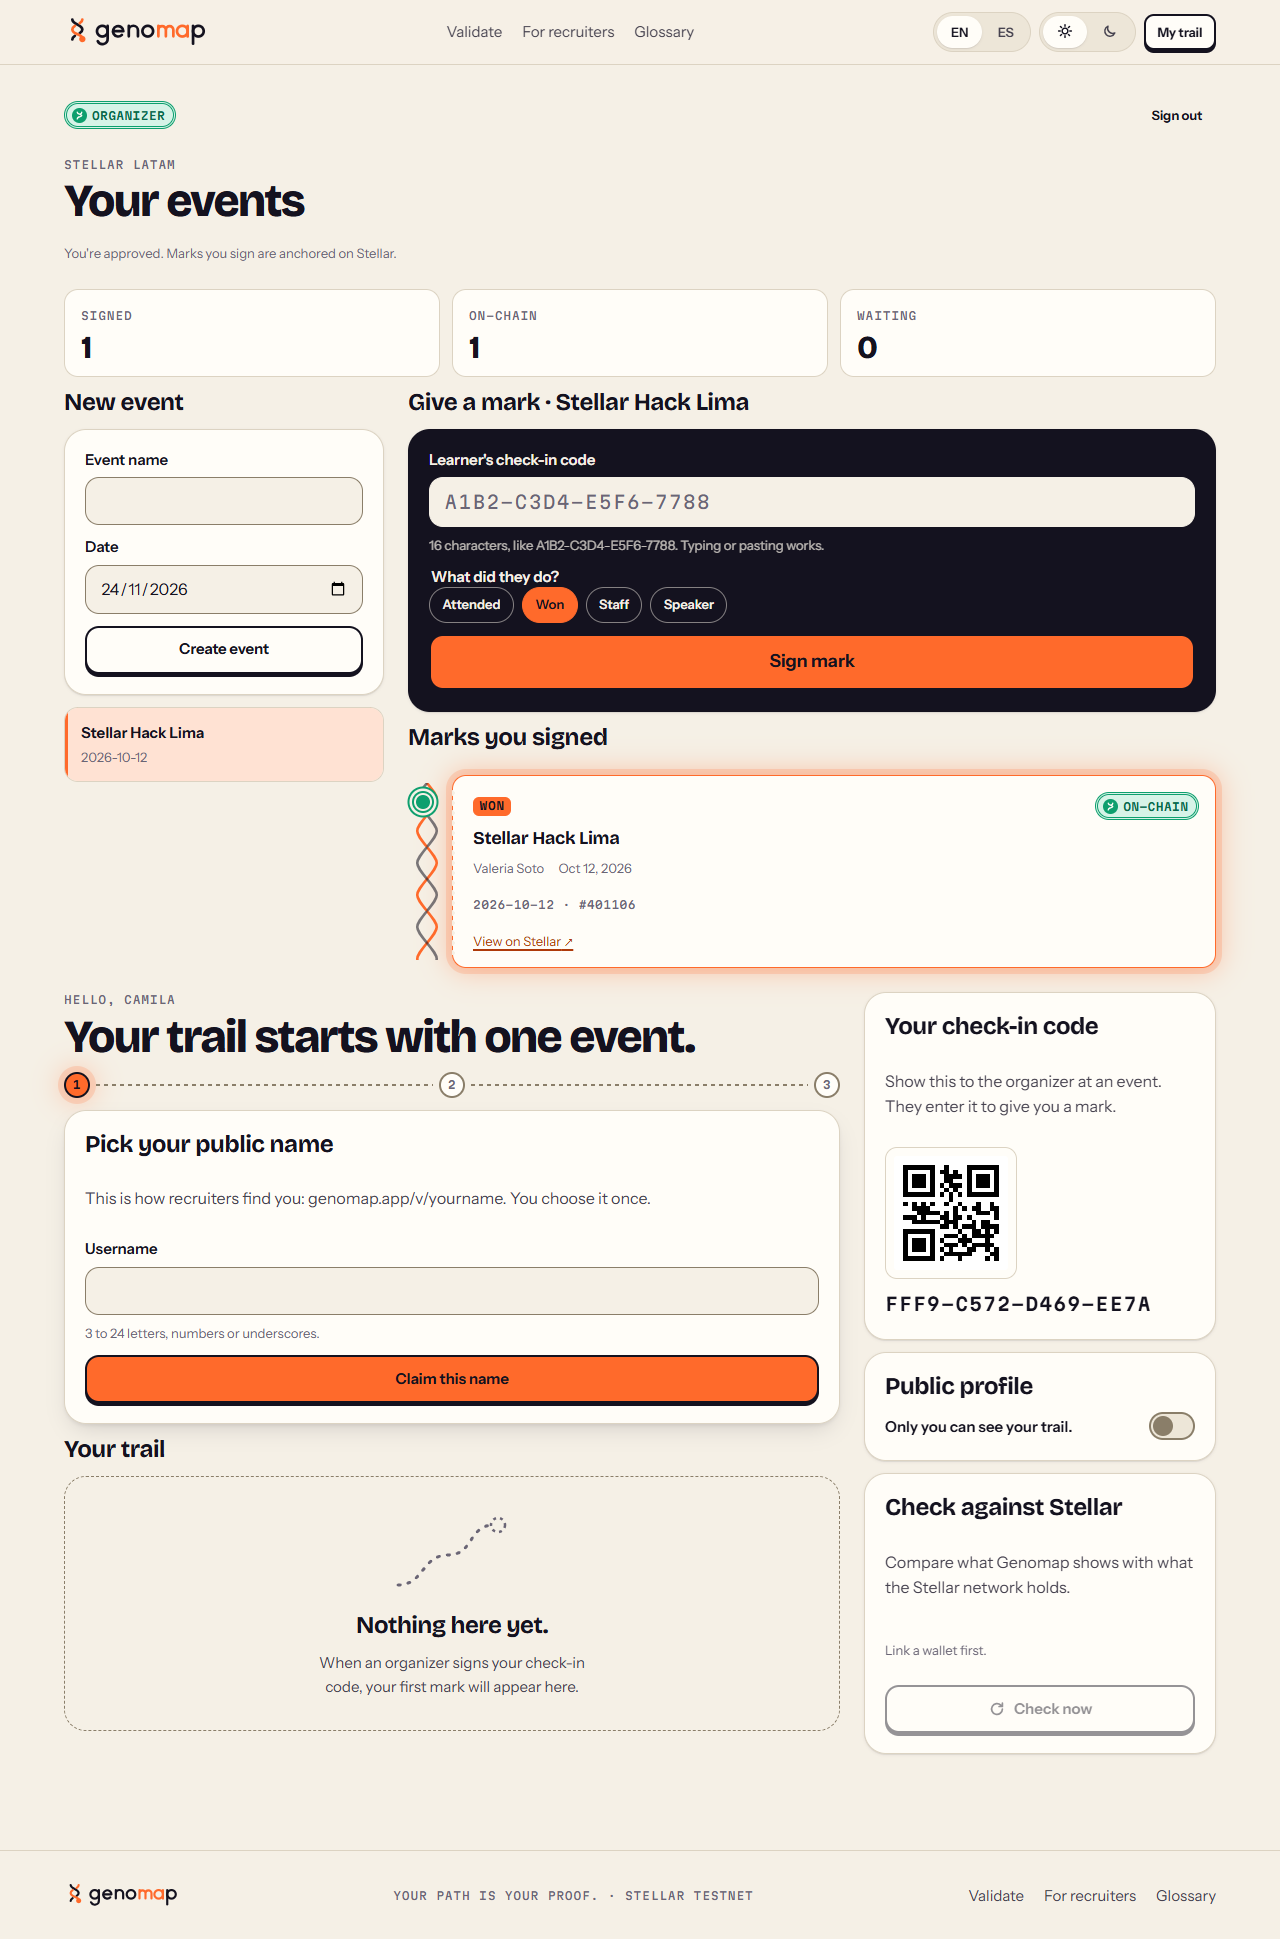 genomap
Validate For recruiters Glossary
EN ES
My trail
ORGANIZER
Sign out
STELLAR LATAM
Your events
You're approved. Marks you sign are anchored on Stellar.
SIGNED
1
ON-CHAIN
1
WAITING
0
New event
Event name
Date
24/11/2026
Create event
Stellar Hack Lima
2026-10-12
Give a mark · Stellar Hack Lima
Learner's check-in code
A1B2-C3D4-E5F6-7788
16 characters, like A1B2-C3D4-E5F6-7788. Typing or pasting works.
What did they do?
Attended Won Staff Speaker
Sign mark
Marks you signed
WON
ON-CHAIN
Stellar Hack Lima
Valeria Soto Oct 12, 2026
2026-10-12 · #401106
View on Stellar ↗
HELLO, CAMILA
Your trail starts with one event.
1 2 3
Pick your public name
This is how recruiters find you: genomap.app/v/yourname. You choose it once.
Username
3 to 24 letters, numbers or underscores.
Claim this name
Your trail
Nothing here yet.
When an organizer signs your check-in
code, your first mark will appear here.
Your check-in code
Show this to the organizer at an event.
They enter it to give you a mark.
FFF9-C572-D469-EE7A
Public profile
Only you can see your trail.
Check against Stellar
Compare what Genomap shows with what
the Stellar network holds.
Link a wallet first.
Check now
genomap
YOUR PATH IS YOUR PROOF. · STELLAR TESTNET
Validate For recruiters Glossary